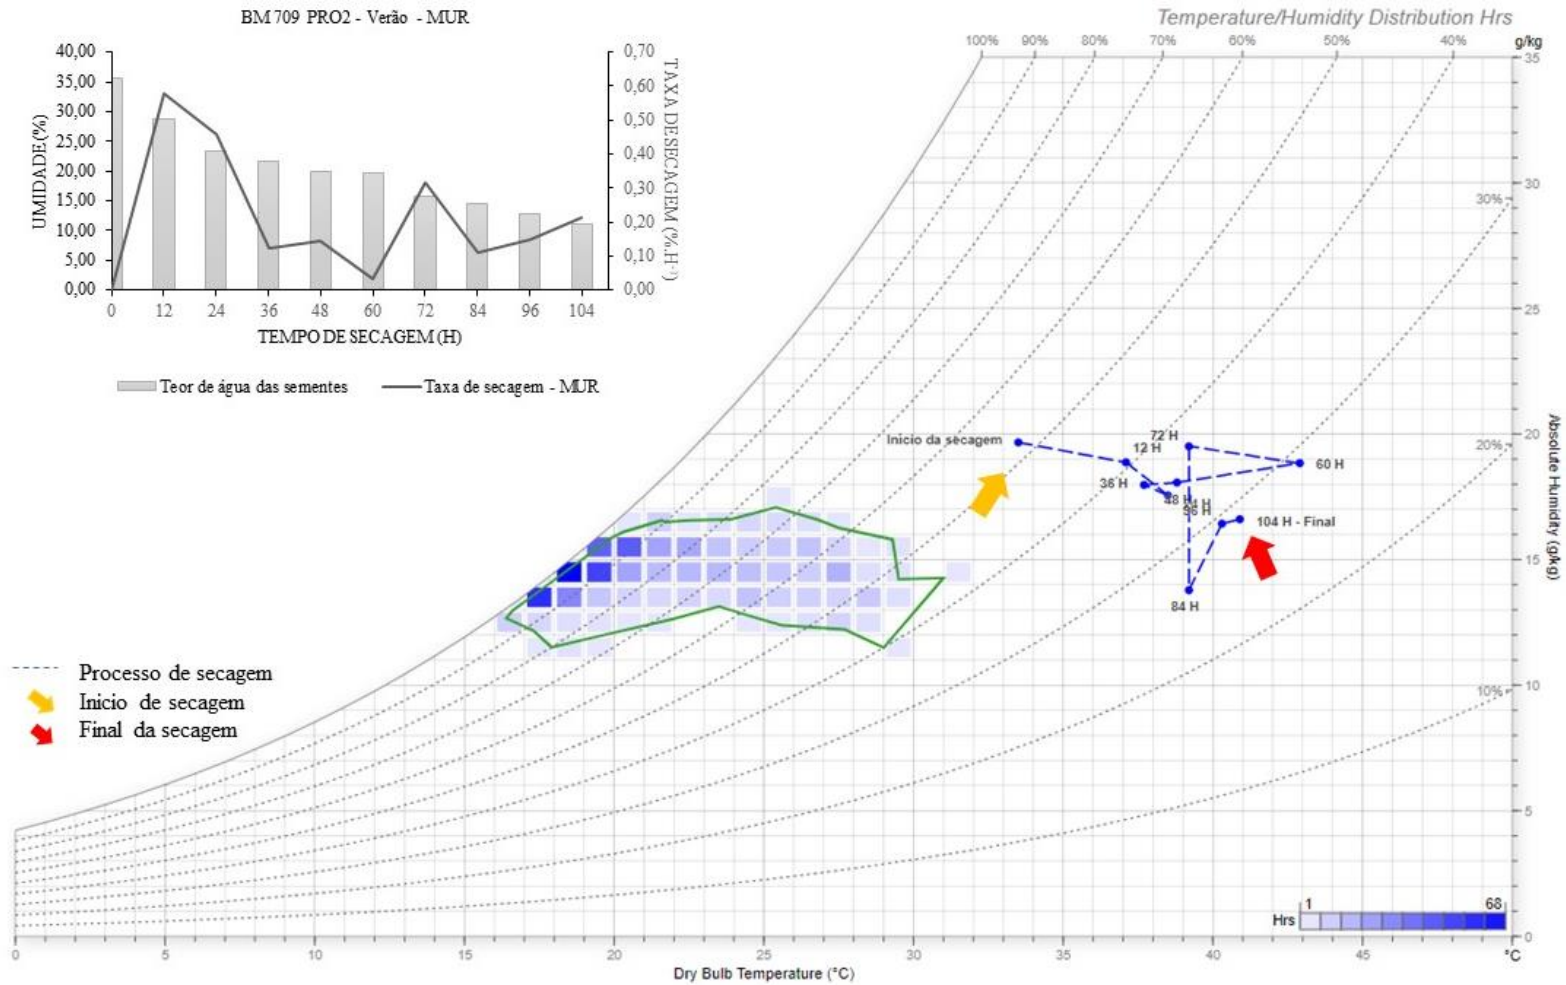 BM 709 PRO2 - Verão - MUR
Temperature/Humidity Distribution Hrs
100% 90% 80% 70% 60% 50% 40% g/kg
40,00
35,00
30,00
25,00
20,00
15,00
10,00
5,00
0,00
UMIDADE (%)
0,70
0,60
0,50
0,40
0,30
0,20
0,10
0,00
TAXA DE SECAGEM (%.H-¹)
0 12 24 36 48 60 72 84 96 104
TEMPO DE SECAGEM (H)
Teor de água das sementes
Taxa de secagem - MUR
35
30
25
20
15
10
5
0
30%
20%
10%
Absolute Humidity (g/kg)
Inicio da secagem
72 H
12 H
60 H
36 H
48 H
96 H
104 H - Final
84 H
Processo de secagem
Inicio de secagem
Final da secagem
1 68
Hrs
0 5 10 15 20 25 30 35 40 45 °C
Dry Bulb Temperature (°C)